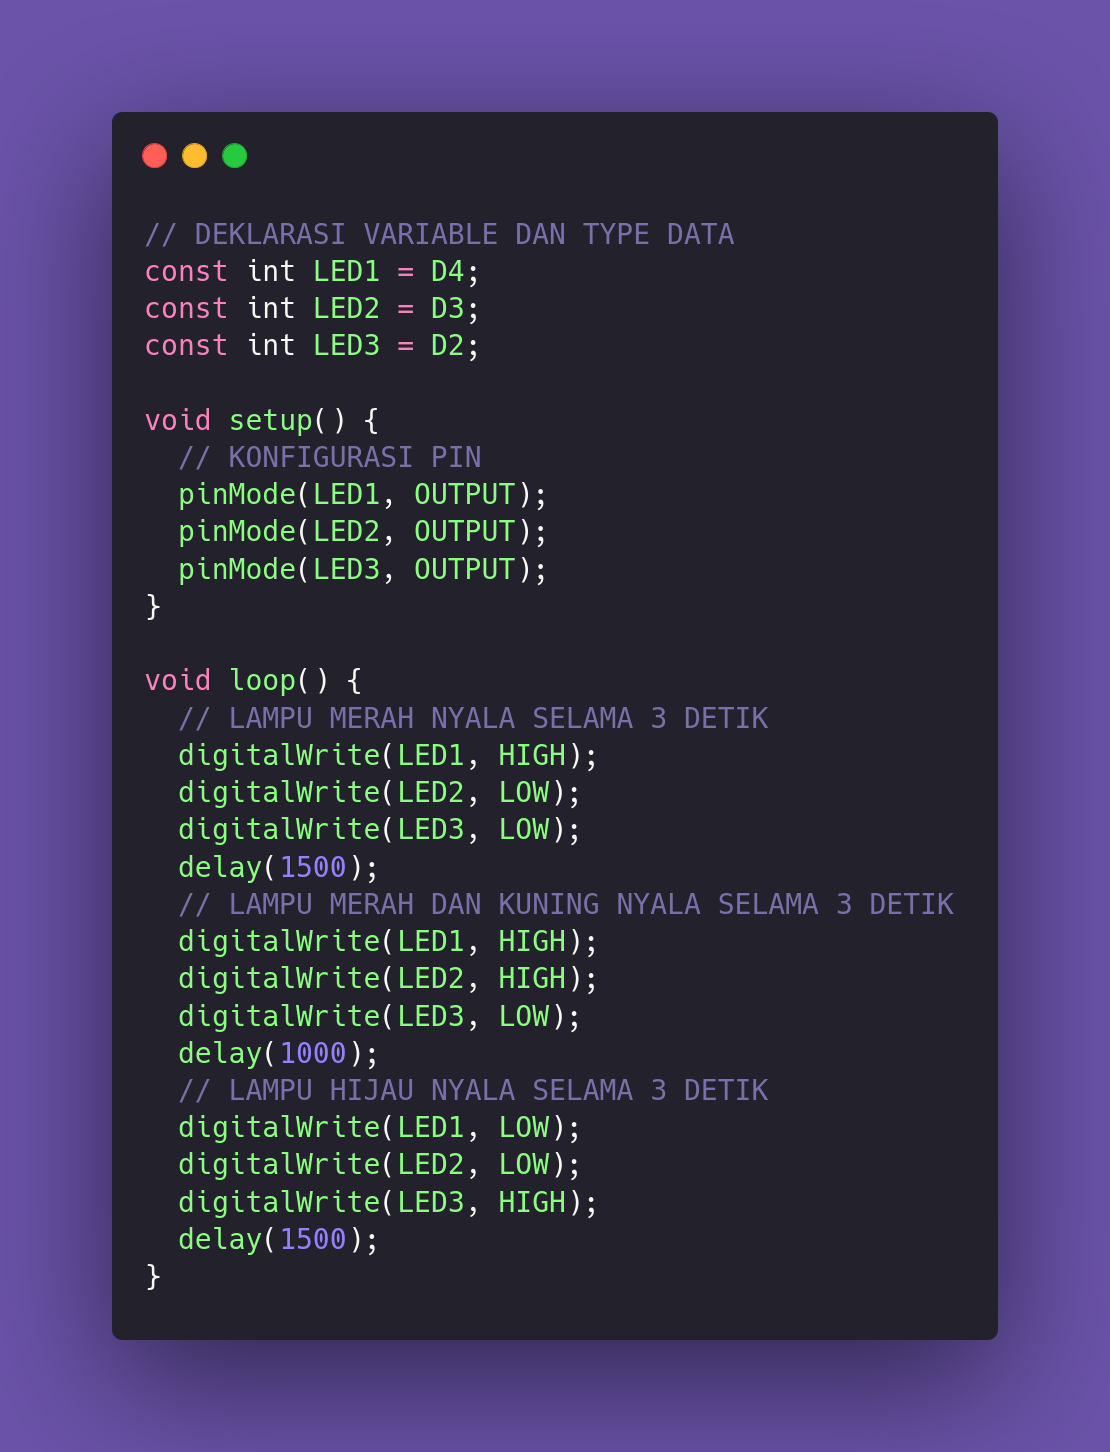 // DEKLARASI VARIABLE DAN TYPE DATA
const int LED1 = D4;
const int LED2 = D3;
const int LED3 = D2;

void setup() {
  // KONFIGURASI PIN
  pinMode(LED1, OUTPUT);
  pinMode(LED2, OUTPUT);
  pinMode(LED3, OUTPUT);
}

void loop() {
  // LAMPU MERAH NYALA SELAMA 3 DETIK
  digitalWrite(LED1, HIGH);
  digitalWrite(LED2, LOW);
  digitalWrite(LED3, LOW);
  delay(1500);
  // LAMPU MERAH DAN KUNING NYALA SELAMA 3 DETIK
  digitalWrite(LED1, HIGH);
  digitalWrite(LED2, HIGH);
  digitalWrite(LED3, LOW);
  delay(1000);
  // LAMPU HIJAU NYALA SELAMA 3 DETIK
  digitalWrite(LED1, LOW);
  digitalWrite(LED2, LOW);
  digitalWrite(LED3, HIGH);
  delay(1500);
}